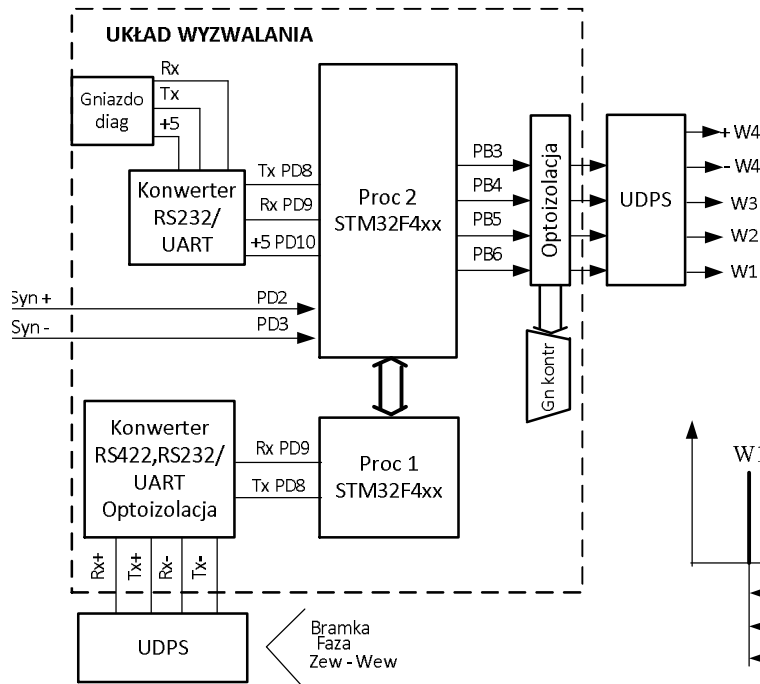 UKŁAD WYZWALANIA
Gniazdo
diag
Rx
Tx
+5
Konwerter
RS232/
UART
Tx PD8
Rx PD9
+5 PD10
Proc 2
STM32F4xx
PB3
PB4
PB5
PB6
Optoizolacja
UDPS
+ W4
- W4
W3
W2
W1
Syn +
PD2
Syn -
PD3
Gn kontr
Konwerter
RS422,RS232/
UART
Optoizolacja
Rx PD9
Tx PD8
Proc 1
STM32F4xx
Rx+
Tx+
Rx-
Tx-
UDPS
Bramka
Faza
Zew - Wew
W1